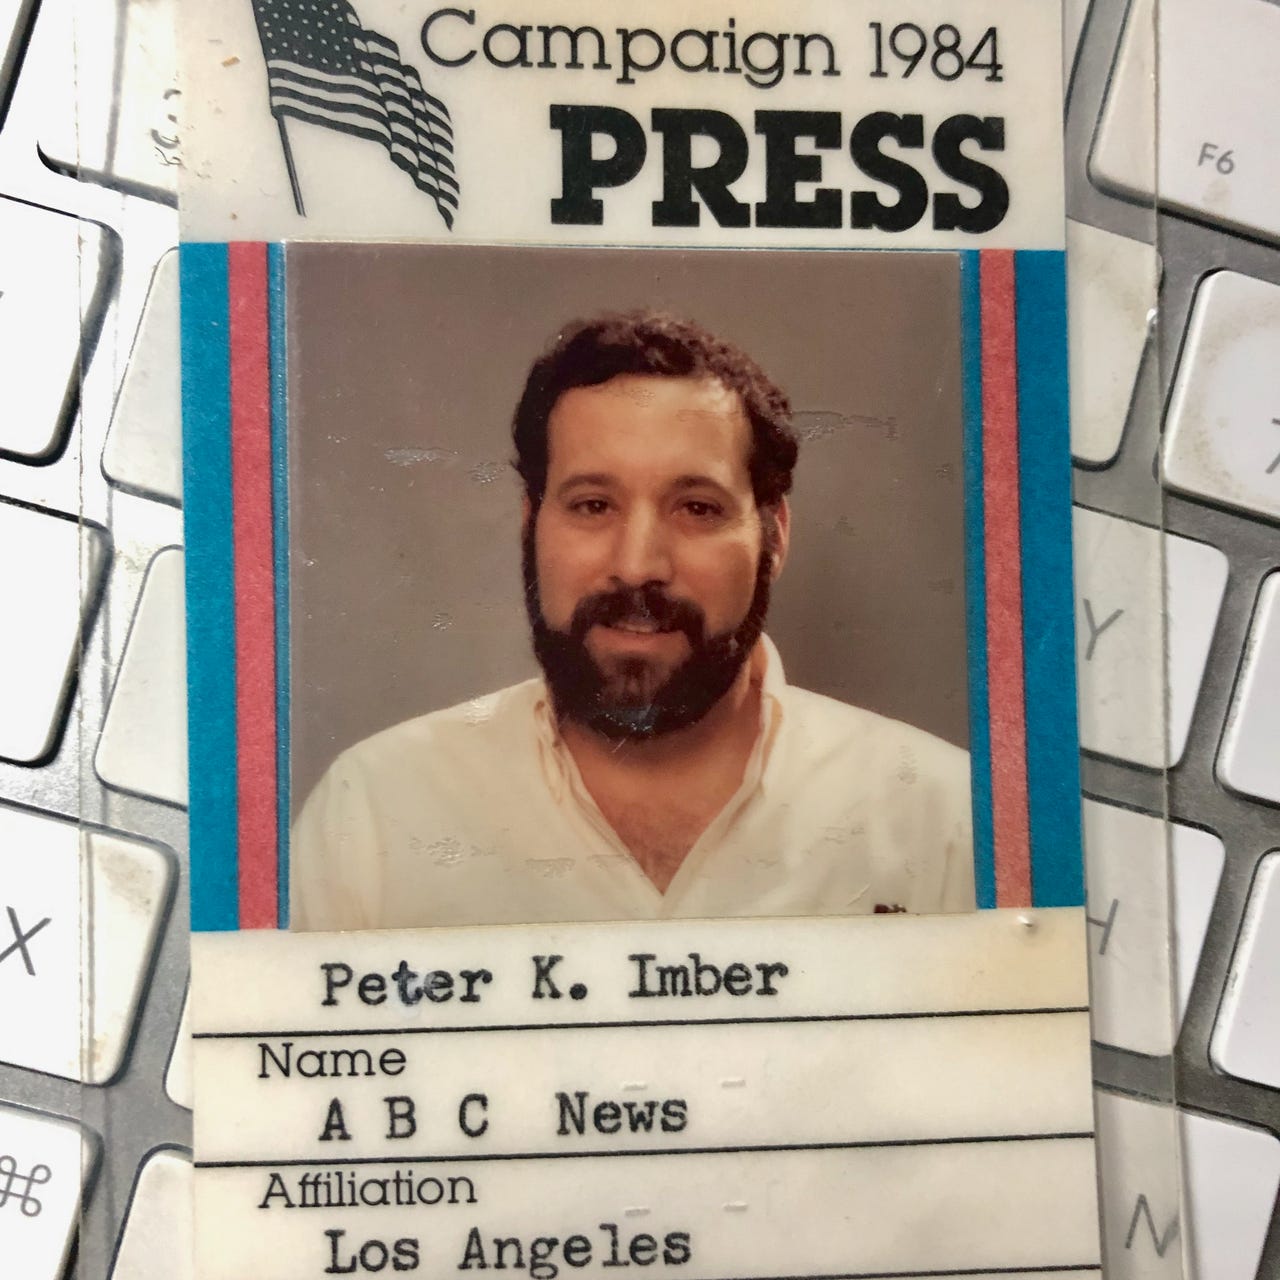 Campaign 1984
PRESS
Peter K. Imber
Name
A B C News
Affiliation
Los Angeles
F6
Y
H
N
X
⌘